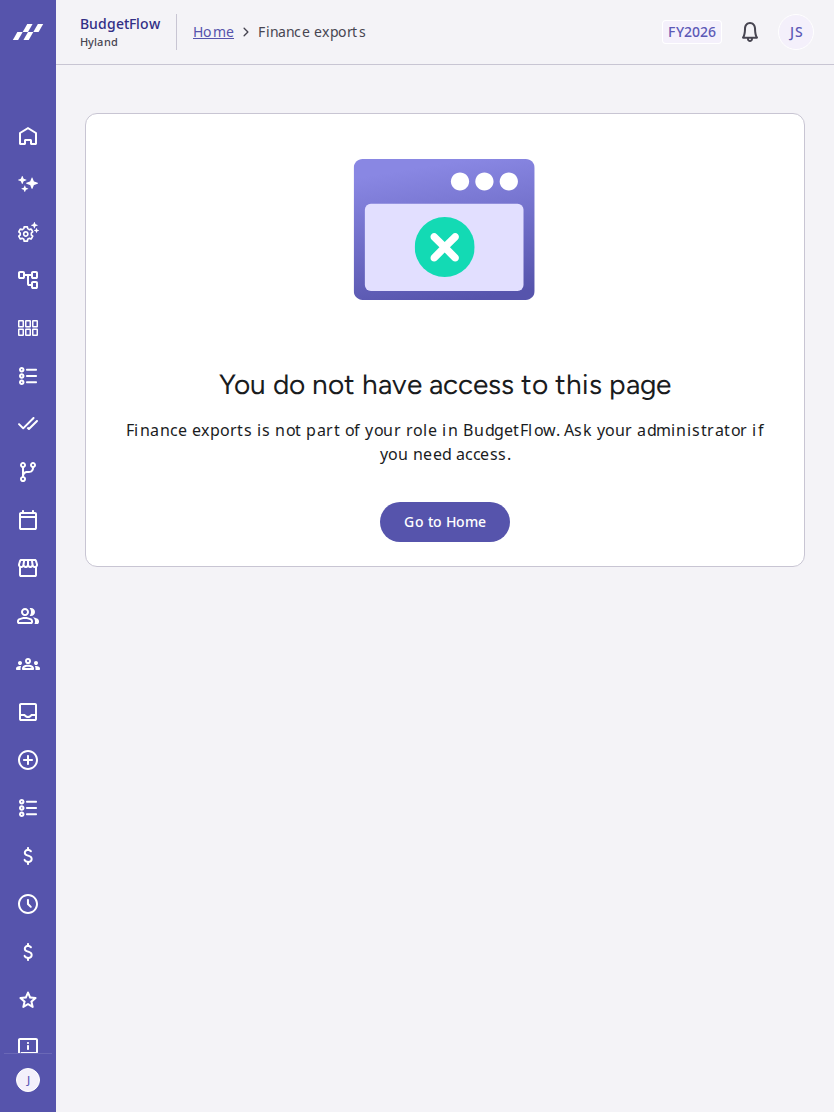 BudgetFlow
Hyland
Home > Finance exports
FY2026
JS
You do not have access to this page
Finance exports is not part of your role in BudgetFlow. Ask your administrator if
you need access.
Go to Home
$
$
J